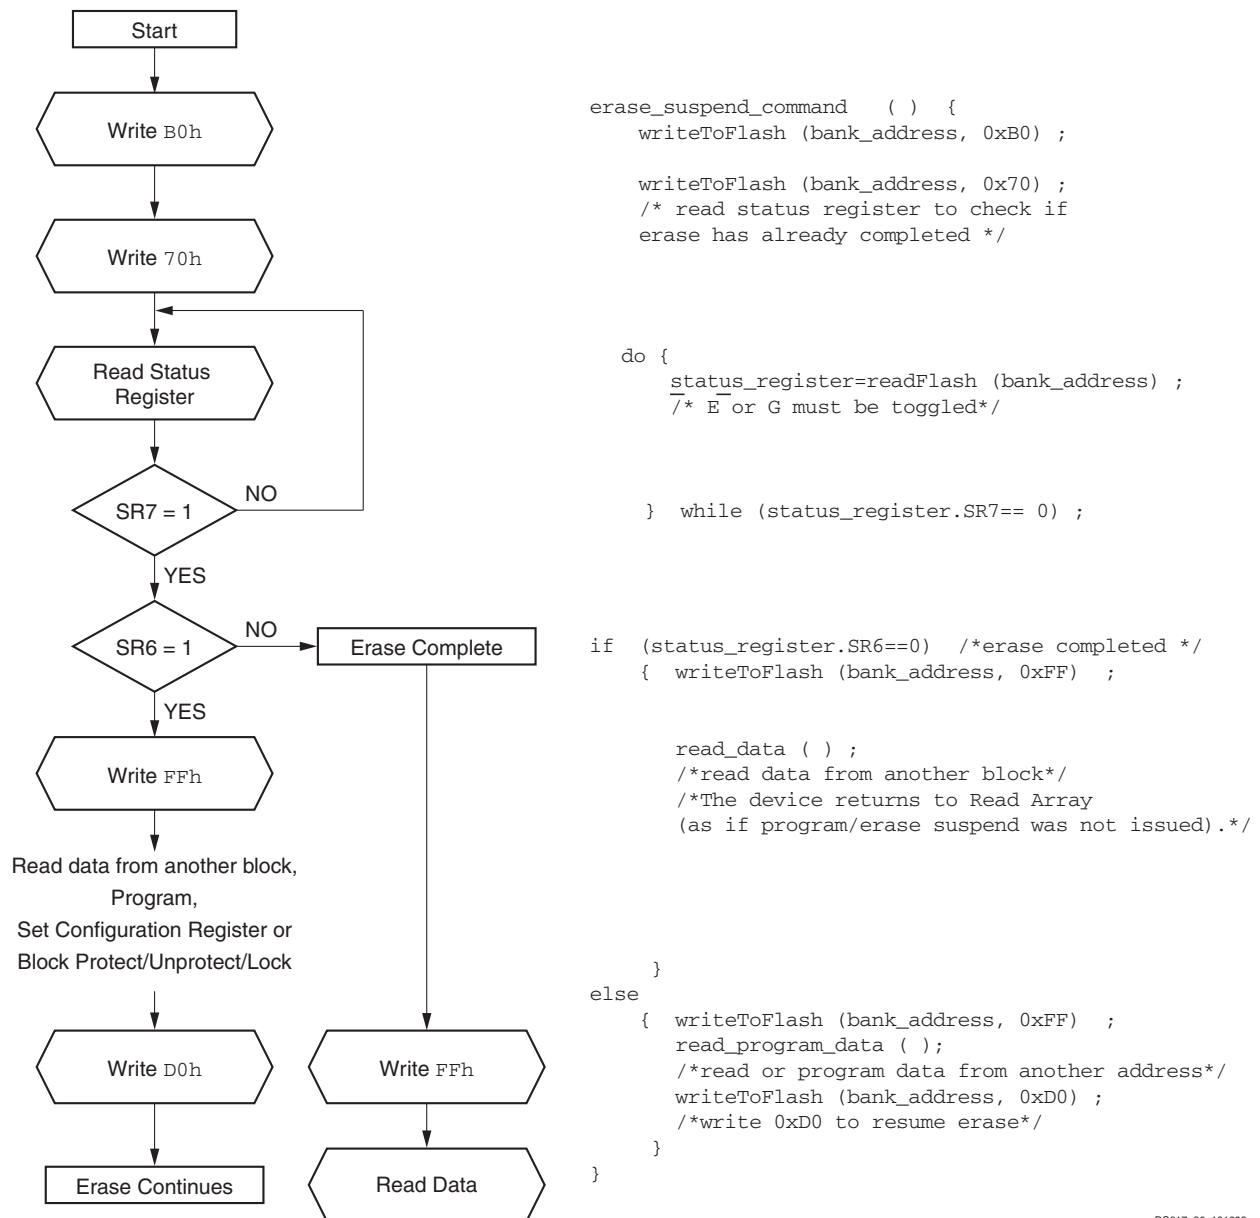 Start
Write B0h
Write 70h
Read Status
Register
SR7 = 1
NO
YES
SR6 = 1
NO
Erase Complete
YES
Write FFh
Read data from another block,
Program,
Set Configuration Register or
Block Protect/Unprotect/Lock
Write D0h
Write FFh
Erase Continues
Read Data
erase_suspend_command ( ) {
writeToFlash (bank_address, 0xB0) ;
writeToFlash (bank_address, 0x70) ;
/* read status register to check if
erase has already completed */
do {
status_register=readFlash (bank_address) ;
/* E or G must be toggled*/
} while (status_register.SR7== 0) ;
if (status_register.SR6==0) /*erase completed */
{ writeToFlash (bank_address, 0xFF) ;
read_data ( ) ;
/*read data from another block*/
/*The device returns to Read Array
(as if program/erase suspend was not issued).*/
}
else
{ writeToFlash (bank_address, 0xFF) ;
read_program_data ( );
/*read or program data from another address*/
writeToFlash (bank_address, 0xD0) ;
/*write 0xD0 to resume erase*/
}
}